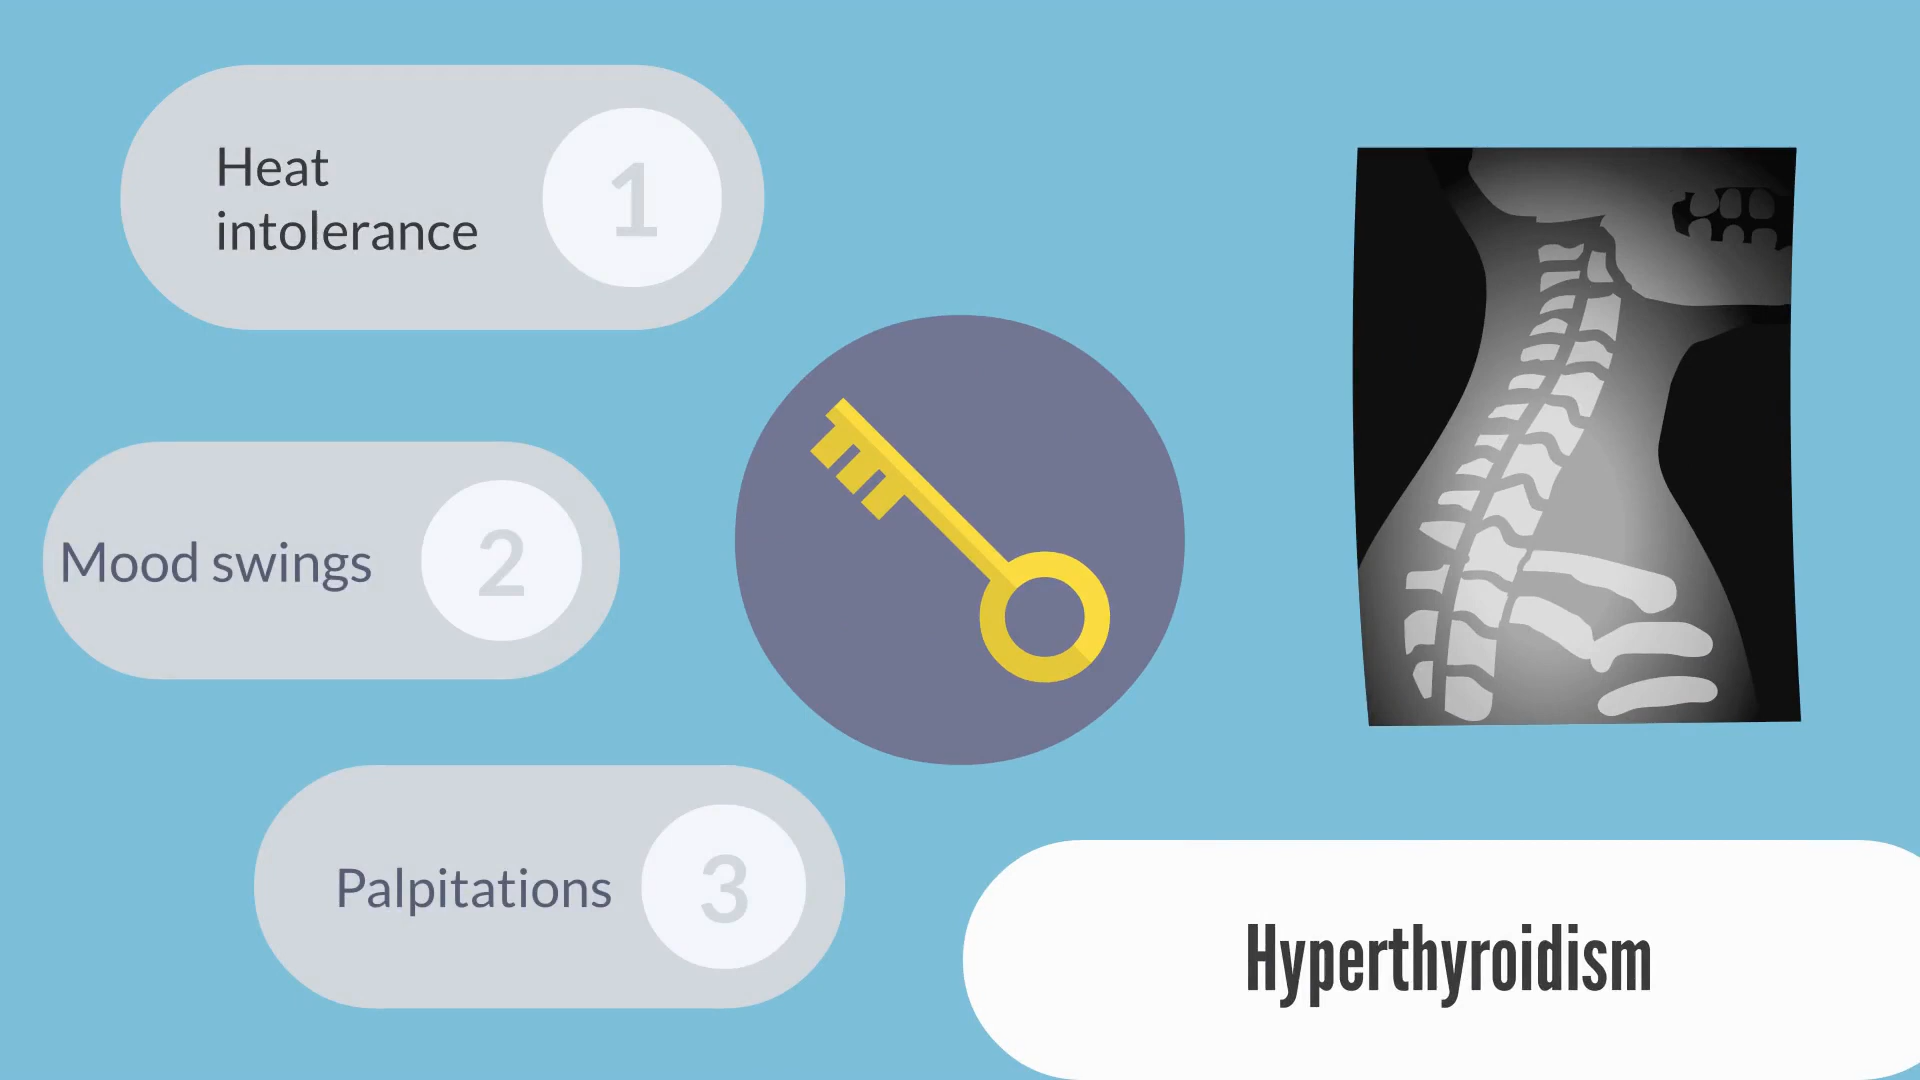 Heat
intolerance
1
Mood swings
2
Palpitations
3
Hyperthyroidism